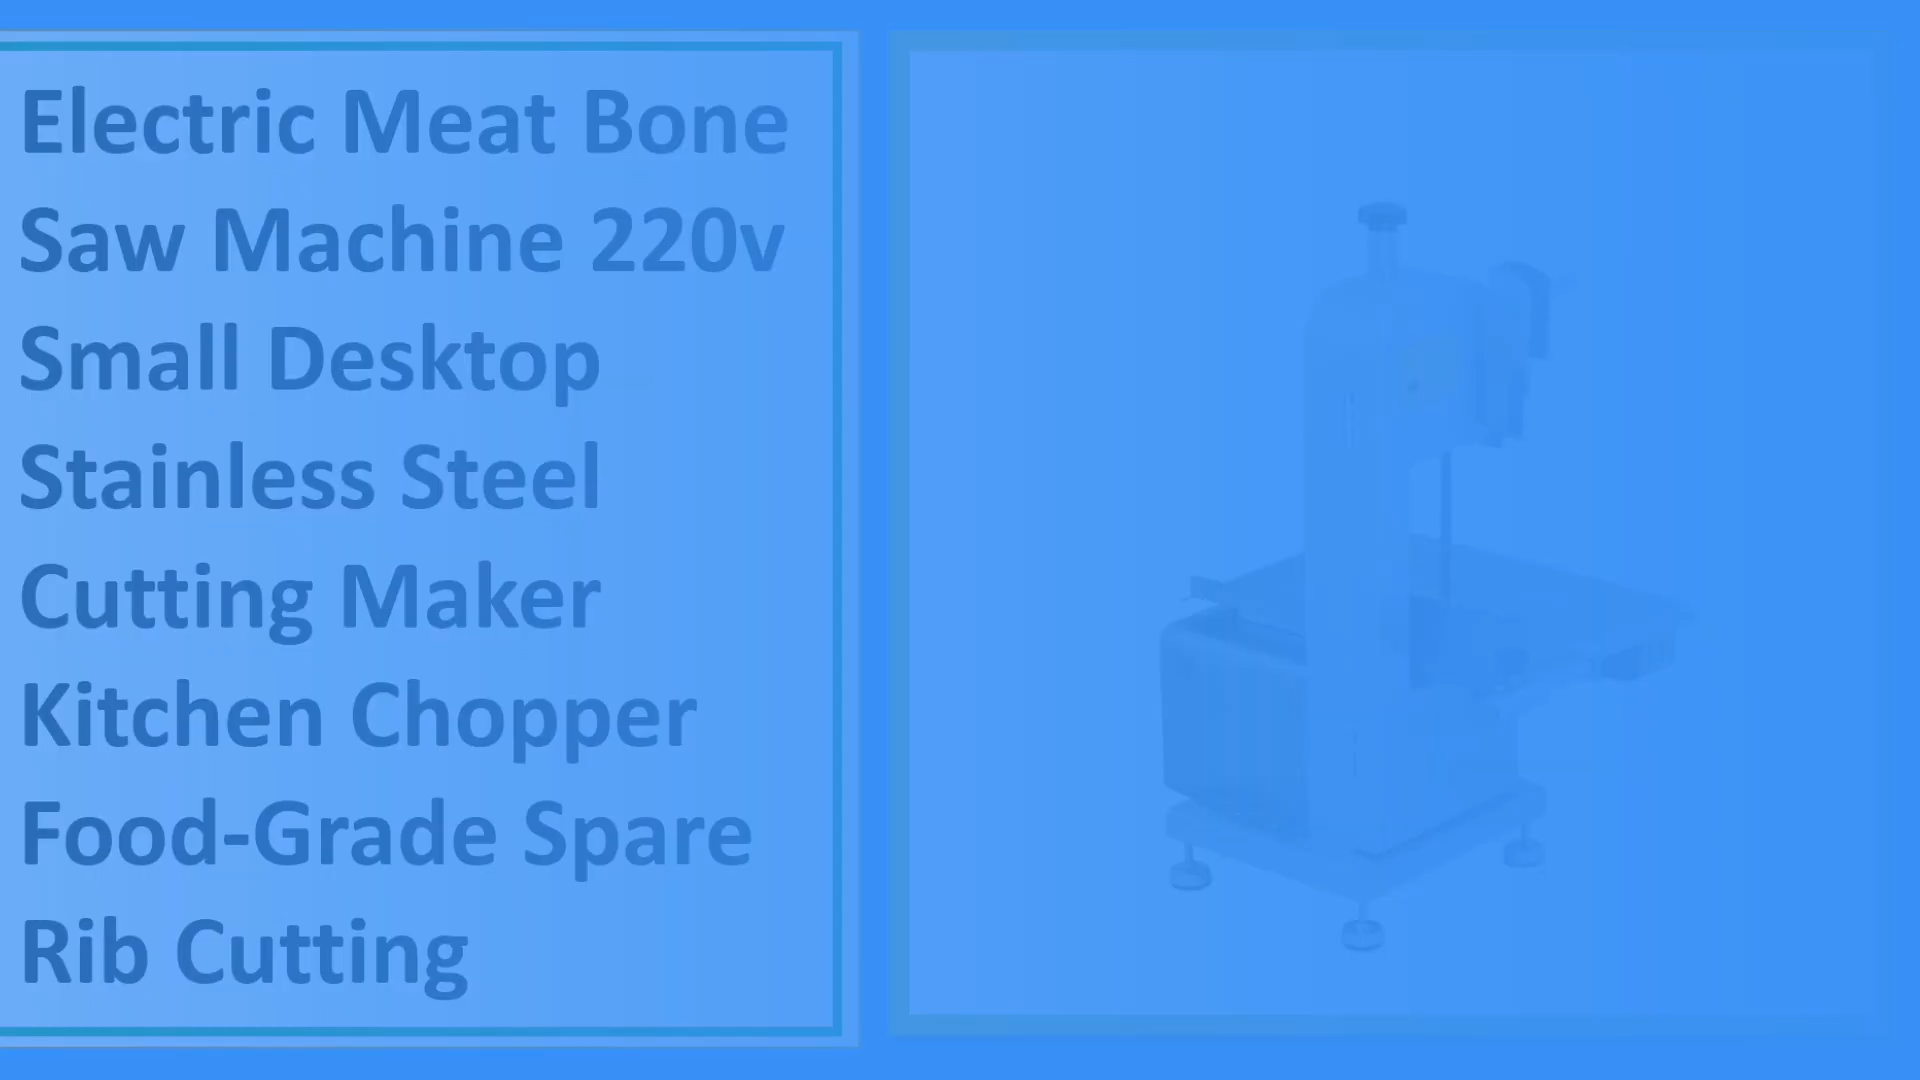 Electric Meat Bone
Saw Machine 220v
Small Desktop
Stainless Steel
Cutting Maker
Kitchen Chopper
Food-Grade Spare
Rib Cutting